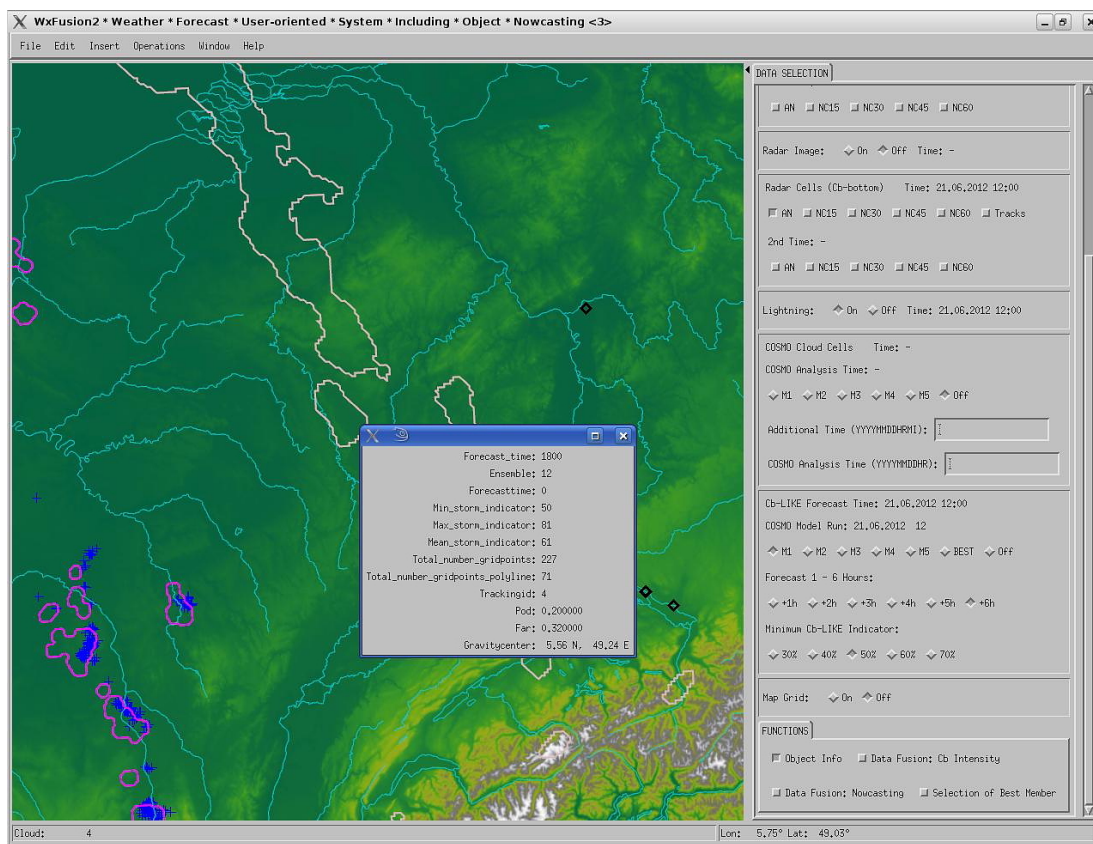 WxFusion2 * Weather * Forecast * User-oriented * System * Including * Object * Nowcasting <3>
File Edit Insert Operations Window Help
DATA SELECTION
AN NC15 NC30 NC45 NC60
Radar Image: On Off Time: -
Radar Cells (Cb-bottom) Time: 21.06.2012 12:00
AN NC15 NC30 NC45 NC60 Tracks
2nd Time: -
AN NC15 NC30 NC45 NC60
Lightning: On Off Time: 21.06.2012 12:00
COSMO Cloud Cells Time: -
COSMO Analysis Time: -
M1 M2 M3 M4 M5 Off
Additional Time (YYYYMMDDHRMI):
COSMO Analysis Time (YYYYMMDDHR):
Cb-LIKE Forecast Time: 21.06.2012 12:00
COSMO Model Run: 21.06.2012 12
M1 M2 M3 M4 M5 BEST Off
Forecast 1 - 6 Hours:
+1h +2h +3h +4h +5h +6h
Minimum Cb-LIKE Indicator:
30% 40% 50% 60% 70%
Map Grid: On Off
FUNCTIONS
Object Info Data Fusion: Cb Intensity
Data Fusion: Nowcasting Selection of Best Member
Forecast_time: 1800
Ensemble: 12
Forecasttime: 0
Min_storm_indicator: 50
Max_storm_indicator: 81
Mean_storm_indicator: 61
Total_number_gridpoints: 227
Total_number_gridpoints_polyline: 71
Trackingid: 4
Pod: 0.200000
Far: 0.320000
Gravitycenter: 5.56 N, 49.24 E
Cloud: 4
Lon: 5.75° Lat: 49.03°